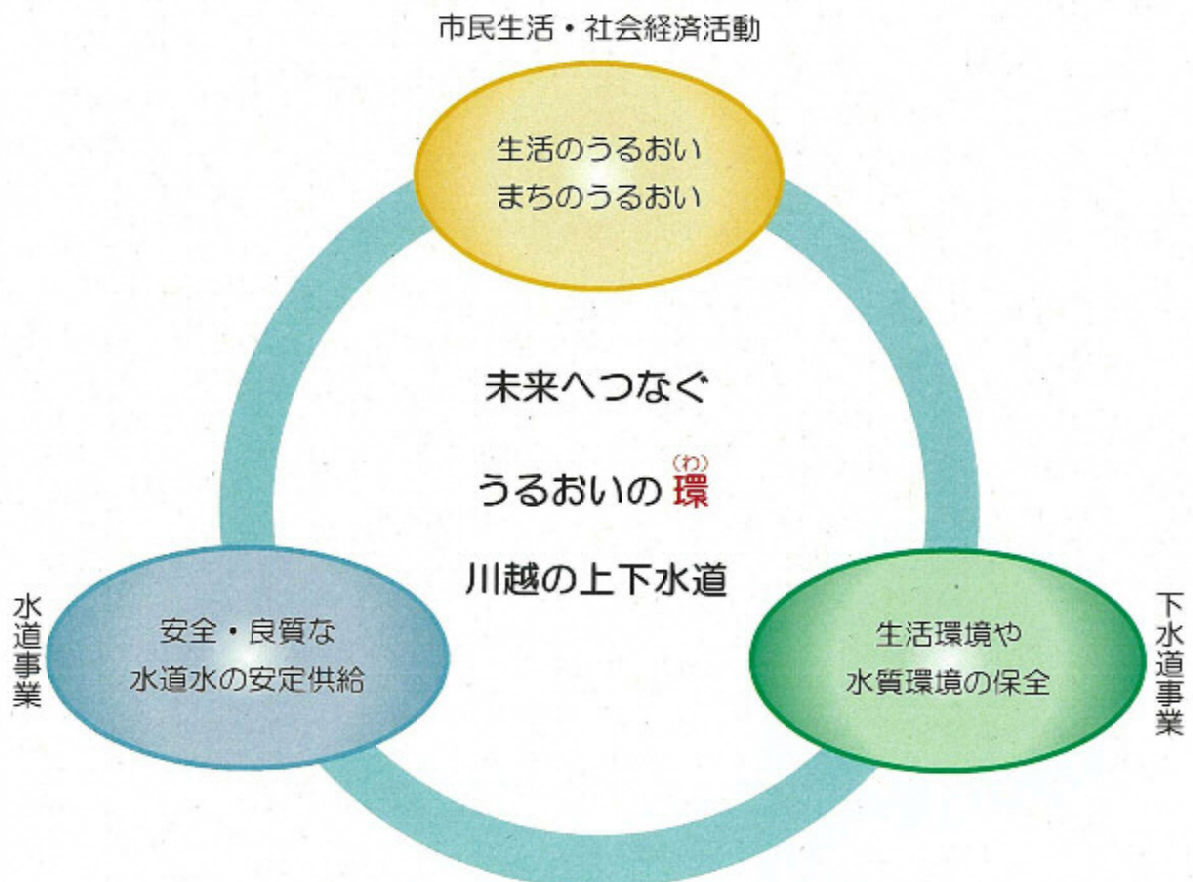 市民生活・社会経済活動
生活のうるおい
まちのうるおい
未来へつなぐ
(わ)
うるおいの環
川越の上下水道
水道事業
安全・良質な
水道水の安定供給
生活環境や
水質環境の保全
下水道事業